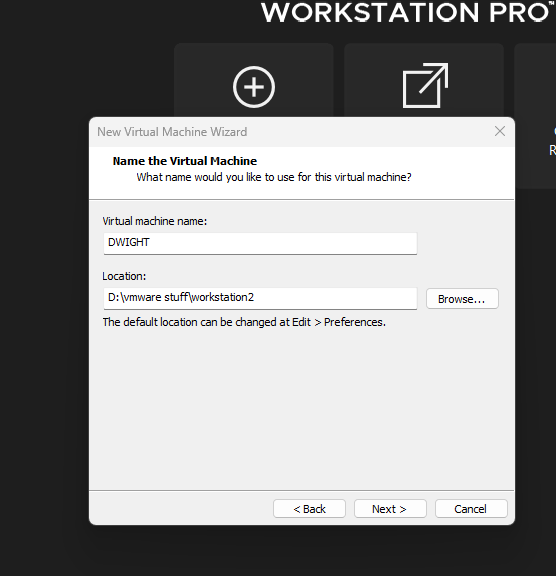 WORKSTATION PRO™
New Virtual Machine Wizard
Name the Virtual Machine
What name would you like to use for this virtual machine?
Virtual machine name:
DWIGHT
Location:
D:\vmware stuff\workstation2
Browse...
The default location can be changed at Edit > Preferences.
< Back
Next >
Cancel